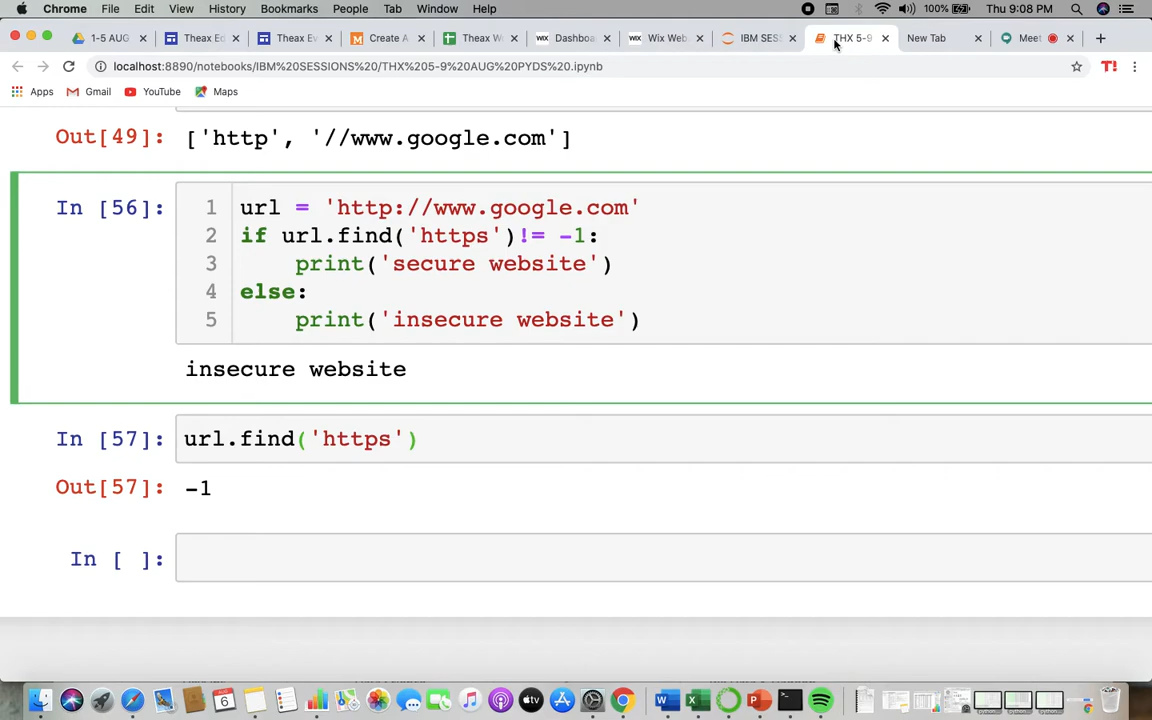 Chrome File Edit View History Bookmarks People Tab Window Help 100% Thu 9:08 PM
1-5 AUG Theax Ed Theax Ev Create A Theax W Dashboa Wix Web IBM SES THX 5-9 New Tab Meet
localhost:8890/notebooks/IBM%20SESSIONS%20/THX%205-9%20AUG%20PYDS%20.ipynb
Apps Gmail YouTube Maps
Out[49]: ['http', '//www.google.com']
In [56]: 1 url = 'http://www.google.com'
2 if url.find('https')!= -1:
3 print('secure website')
4 else:
5 print('insecure website')
insecure website
In [57]: url.find('https')
Out[57]: -1
In [ ]: